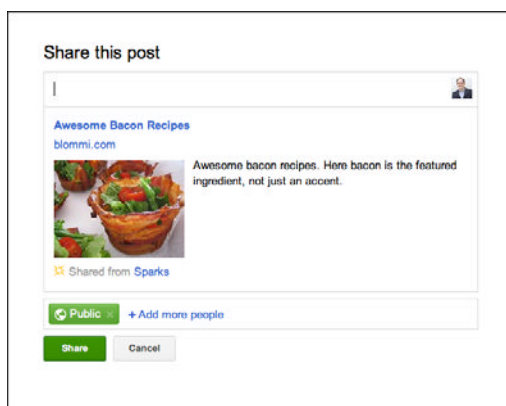 Share this post
Awesome Bacon Recipes
blommi.com
Awesome bacon recipes. Here bacon is the featured
ingredient, not just an accent.
Shared from Sparks
Public ×
+ Add more people
Share Cancel